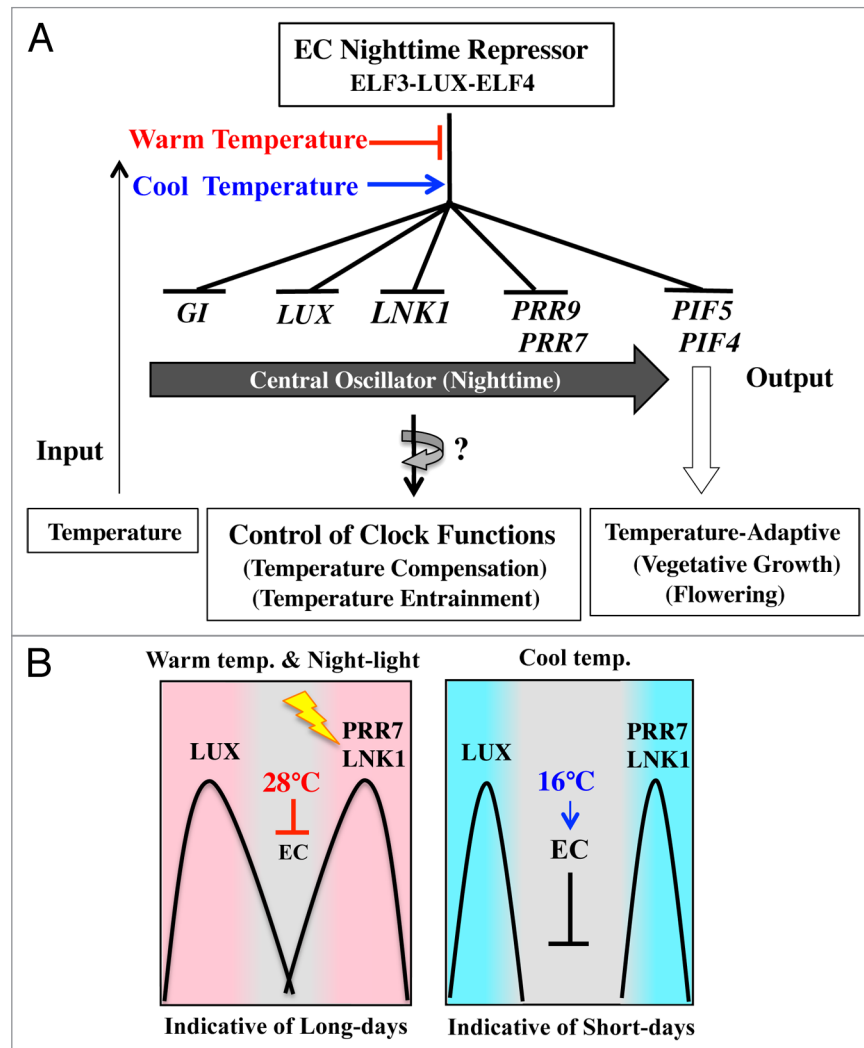 A
EC Nighttime Repressor
ELF3-LUX-ELF4
Warm Temperature
Cool Temperature
GI LUX LNK1 PRR9 PIF5
PRR7 PIF4
Central Oscillator (Nighttime) Output
Input ?
Temperature Control of Clock Functions Temperature-Adaptive
(Temperature Compensation) (Vegetative Growth)
(Temperature Entrainment) (Flowering)
B
Warm temp. & Night-light Cool temp.
LUX PRR7
LNK1
28°C
EC
LUX PRR7
LNK1
16°C
EC
Indicative of Long-days Indicative of Short-days